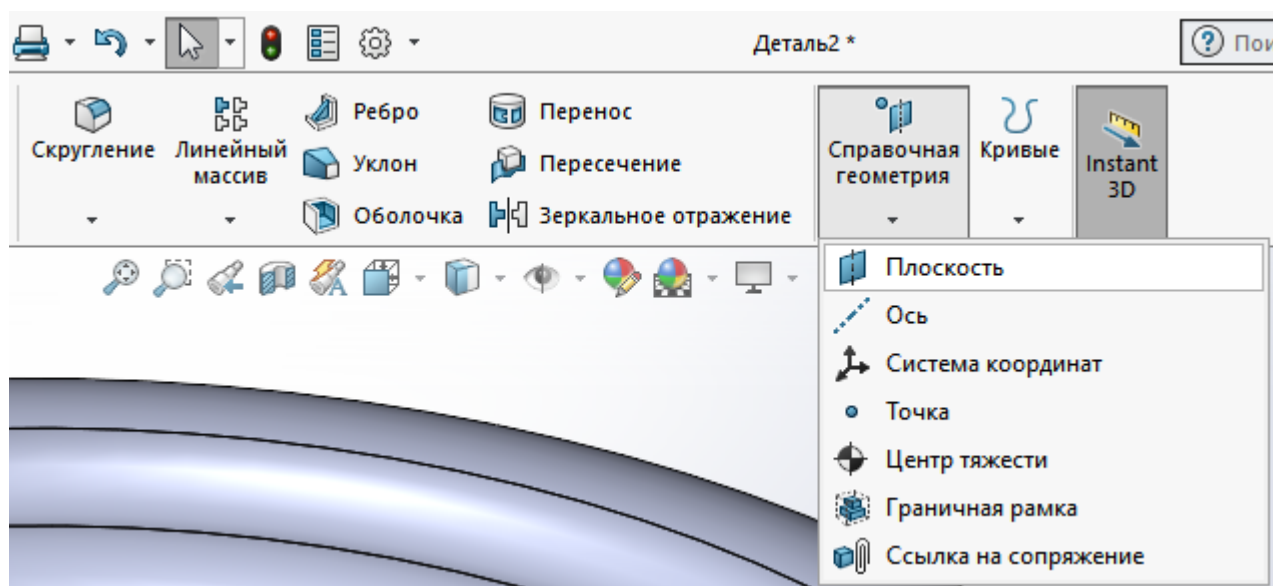 Деталь2 *
Пои
Скругление
Линейный
массив
Ребро
Уклон
Оболочка
Перенос
Пересечение
Зеркальное отражение
Справочная
геометрия
Кривые
Instant
3D
Плоскость
Ось
Система координат
Точка
Центр тяжести
Граничная рамка
Ссылка на сопряжение